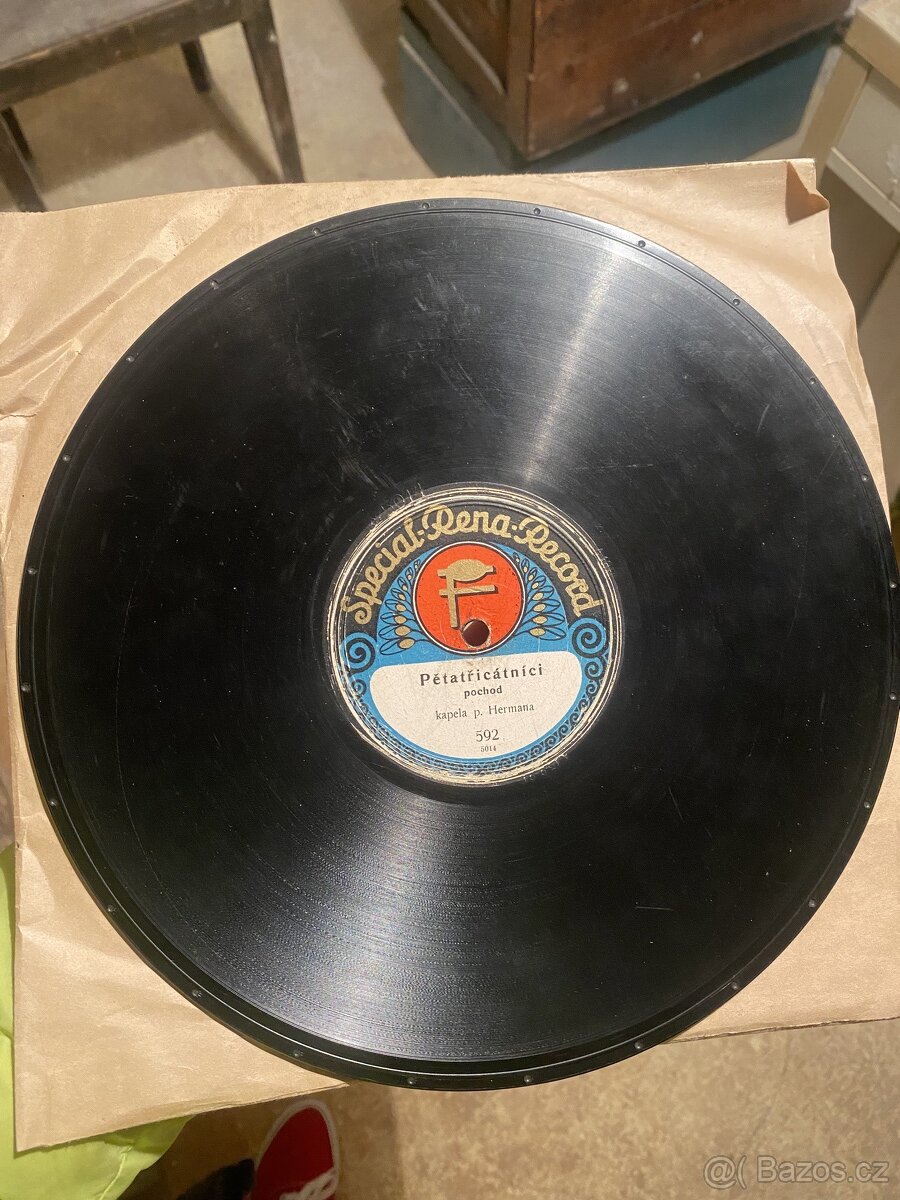 Special-Rena-Record
Pětatřicátníci
pochod
kapela p. Hermana
592
5014
@( Bazos.cz